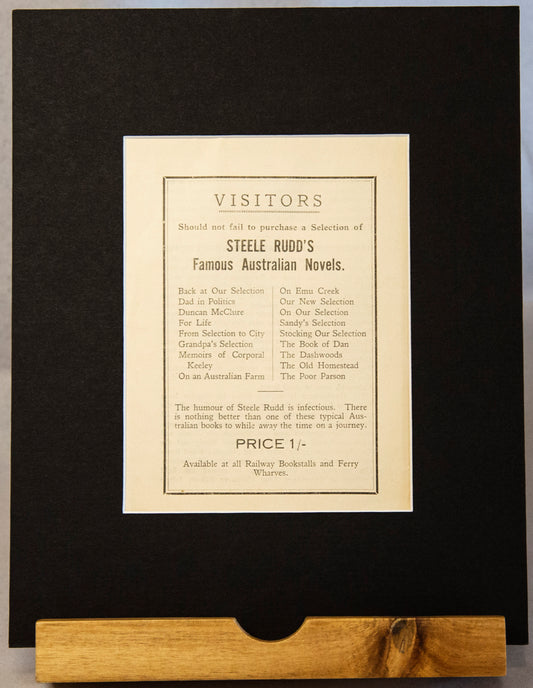 VISITORS
Should not fail to purchase a Selection of
STEELE RUDD'S
Famous Australian Novels.
Back at Our Selection
Dad in Politics
Duncan McClure
For Life
From Selection to City
Grandpa's Selection
Memoirs of Corporal
Keeley
On an Australian Farm
On Emu Creek
Our New Selection
On Our Selection
Sandy's Selection
Stocking Our Selection
The Book of Dan
The Dashwoods
The Old Homestead
The Poor Parson
The humour of Steele Rudd is infectious. There
is nothing better than one of these typical Aus-
tralian books to while away the time on a journey.
PRICE 1/-
Available at all Railway Bookstalls and Ferry
Wharves.